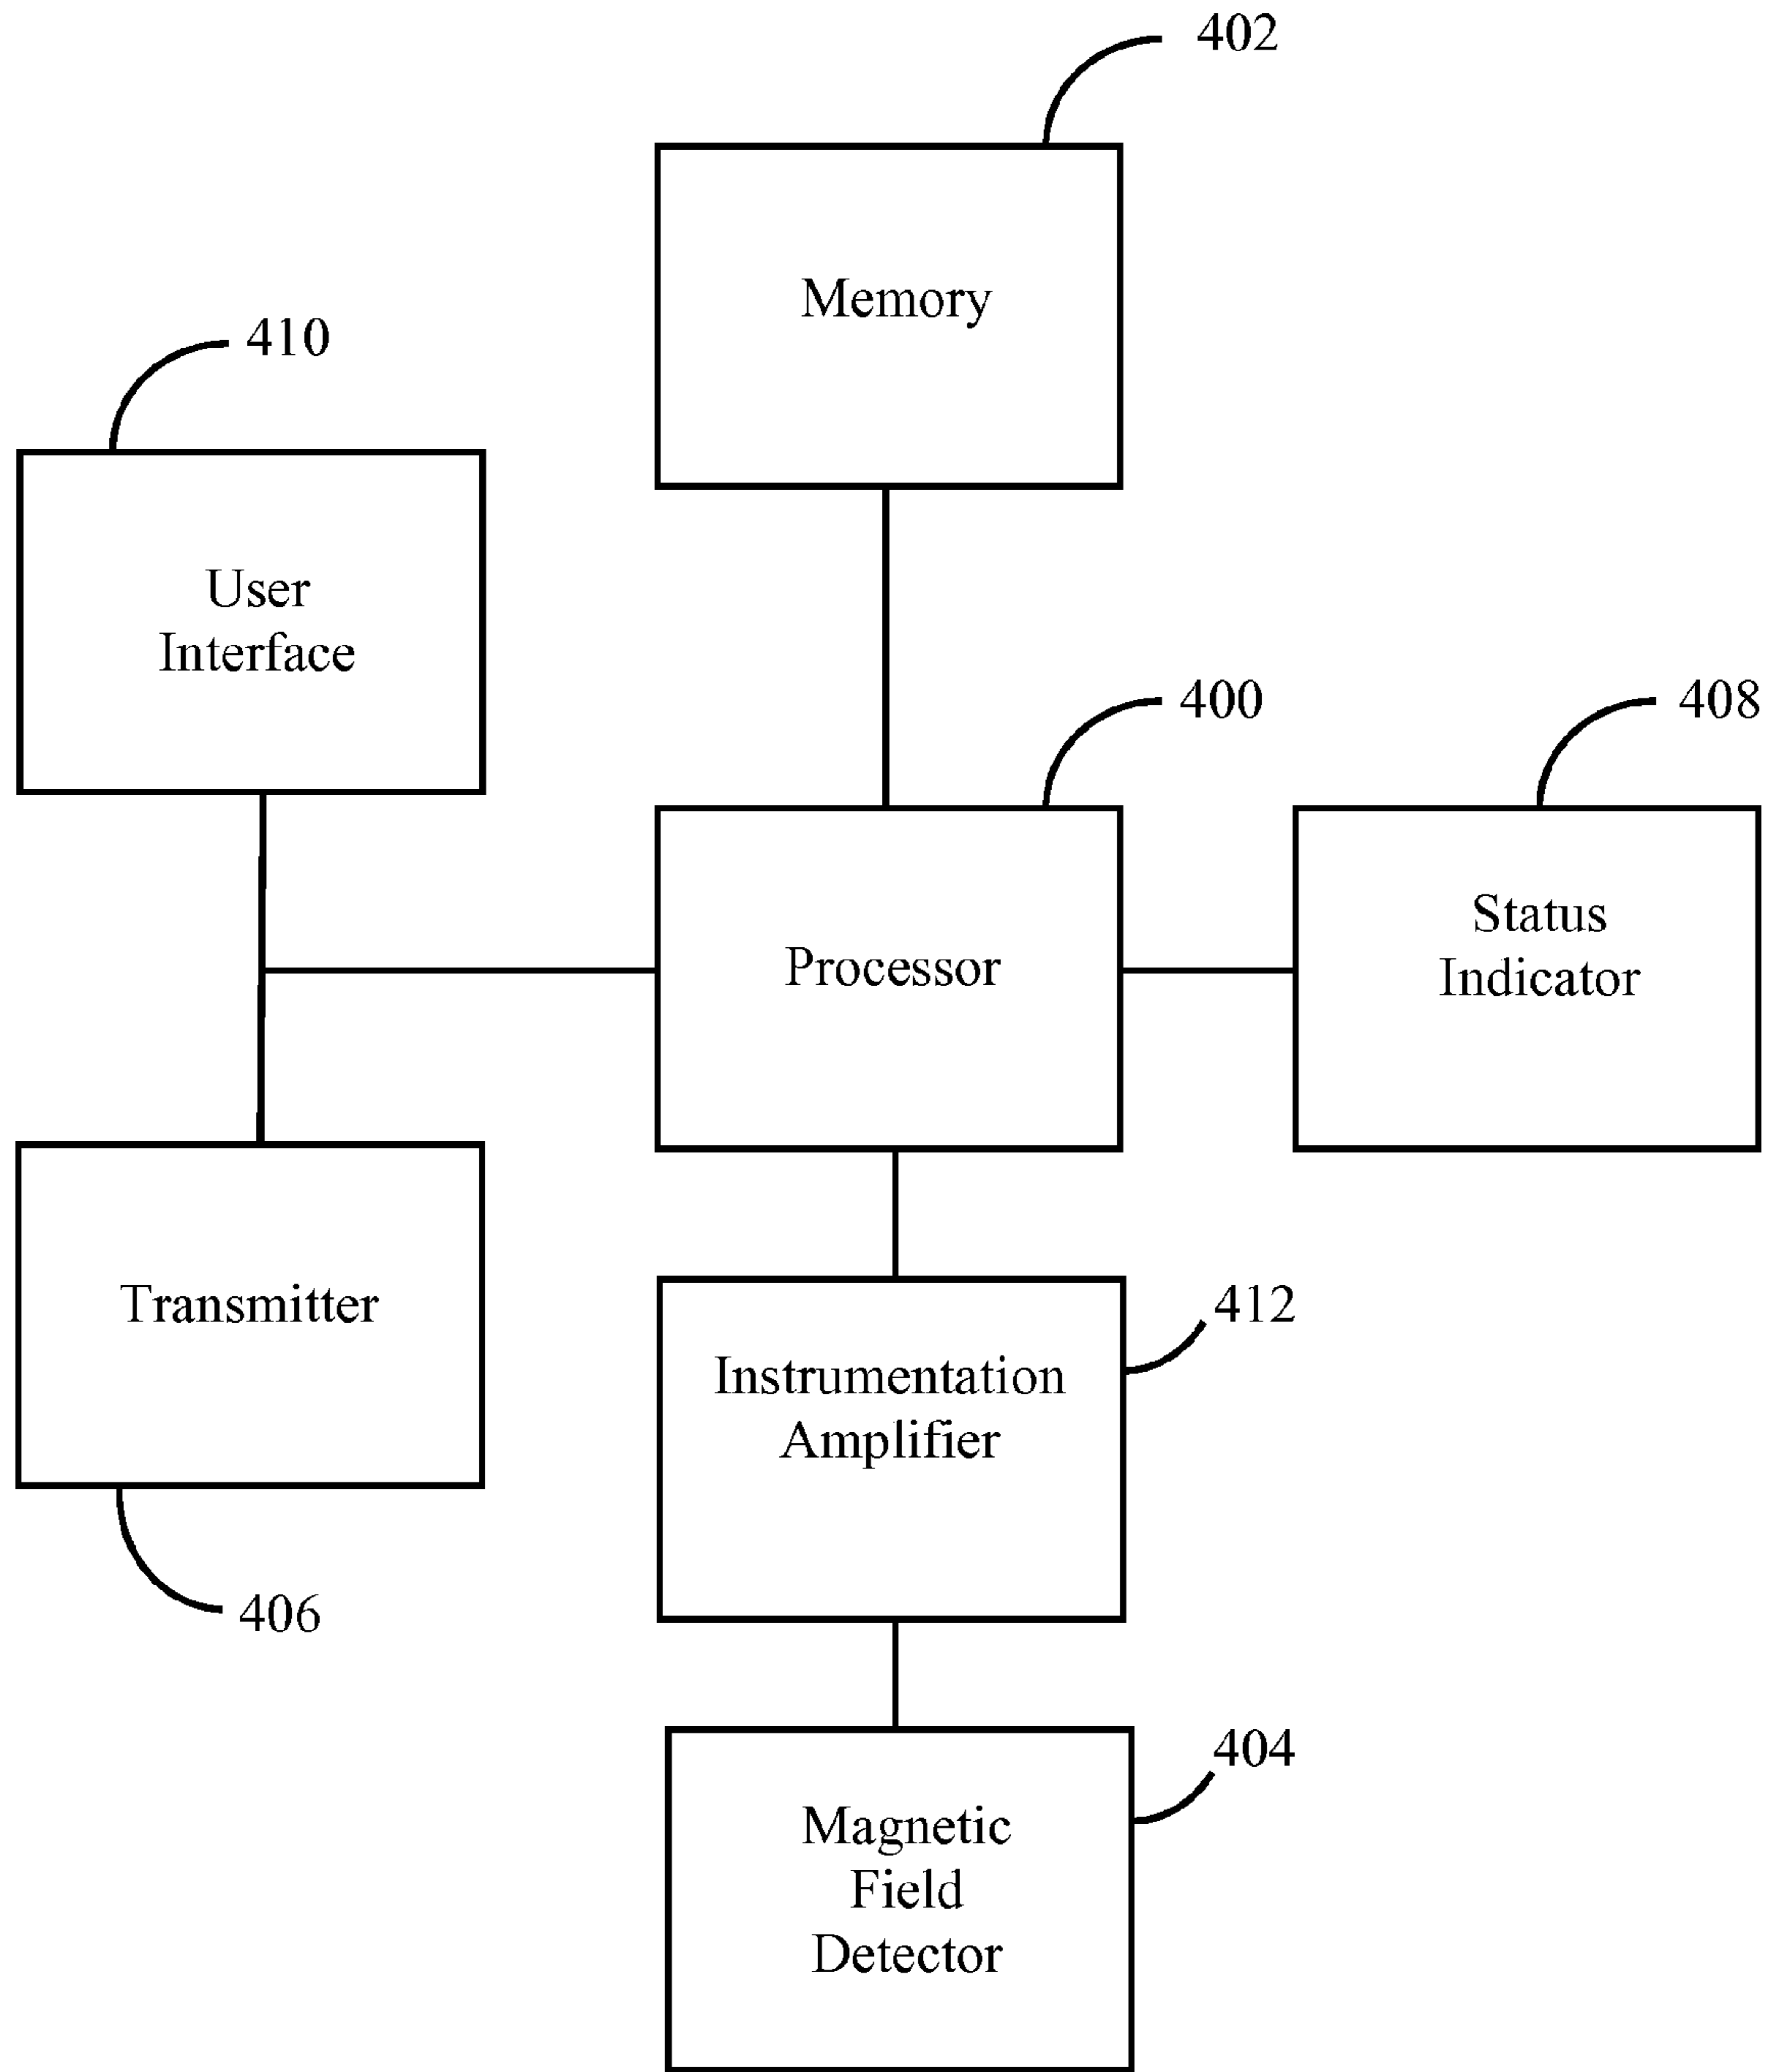 402
Memory
410
User
Interface
400
408
Processor
Status
Indicator
Transmitter
412
Instrumentation
Amplifier
406
404
Magnetic
Field
Detector